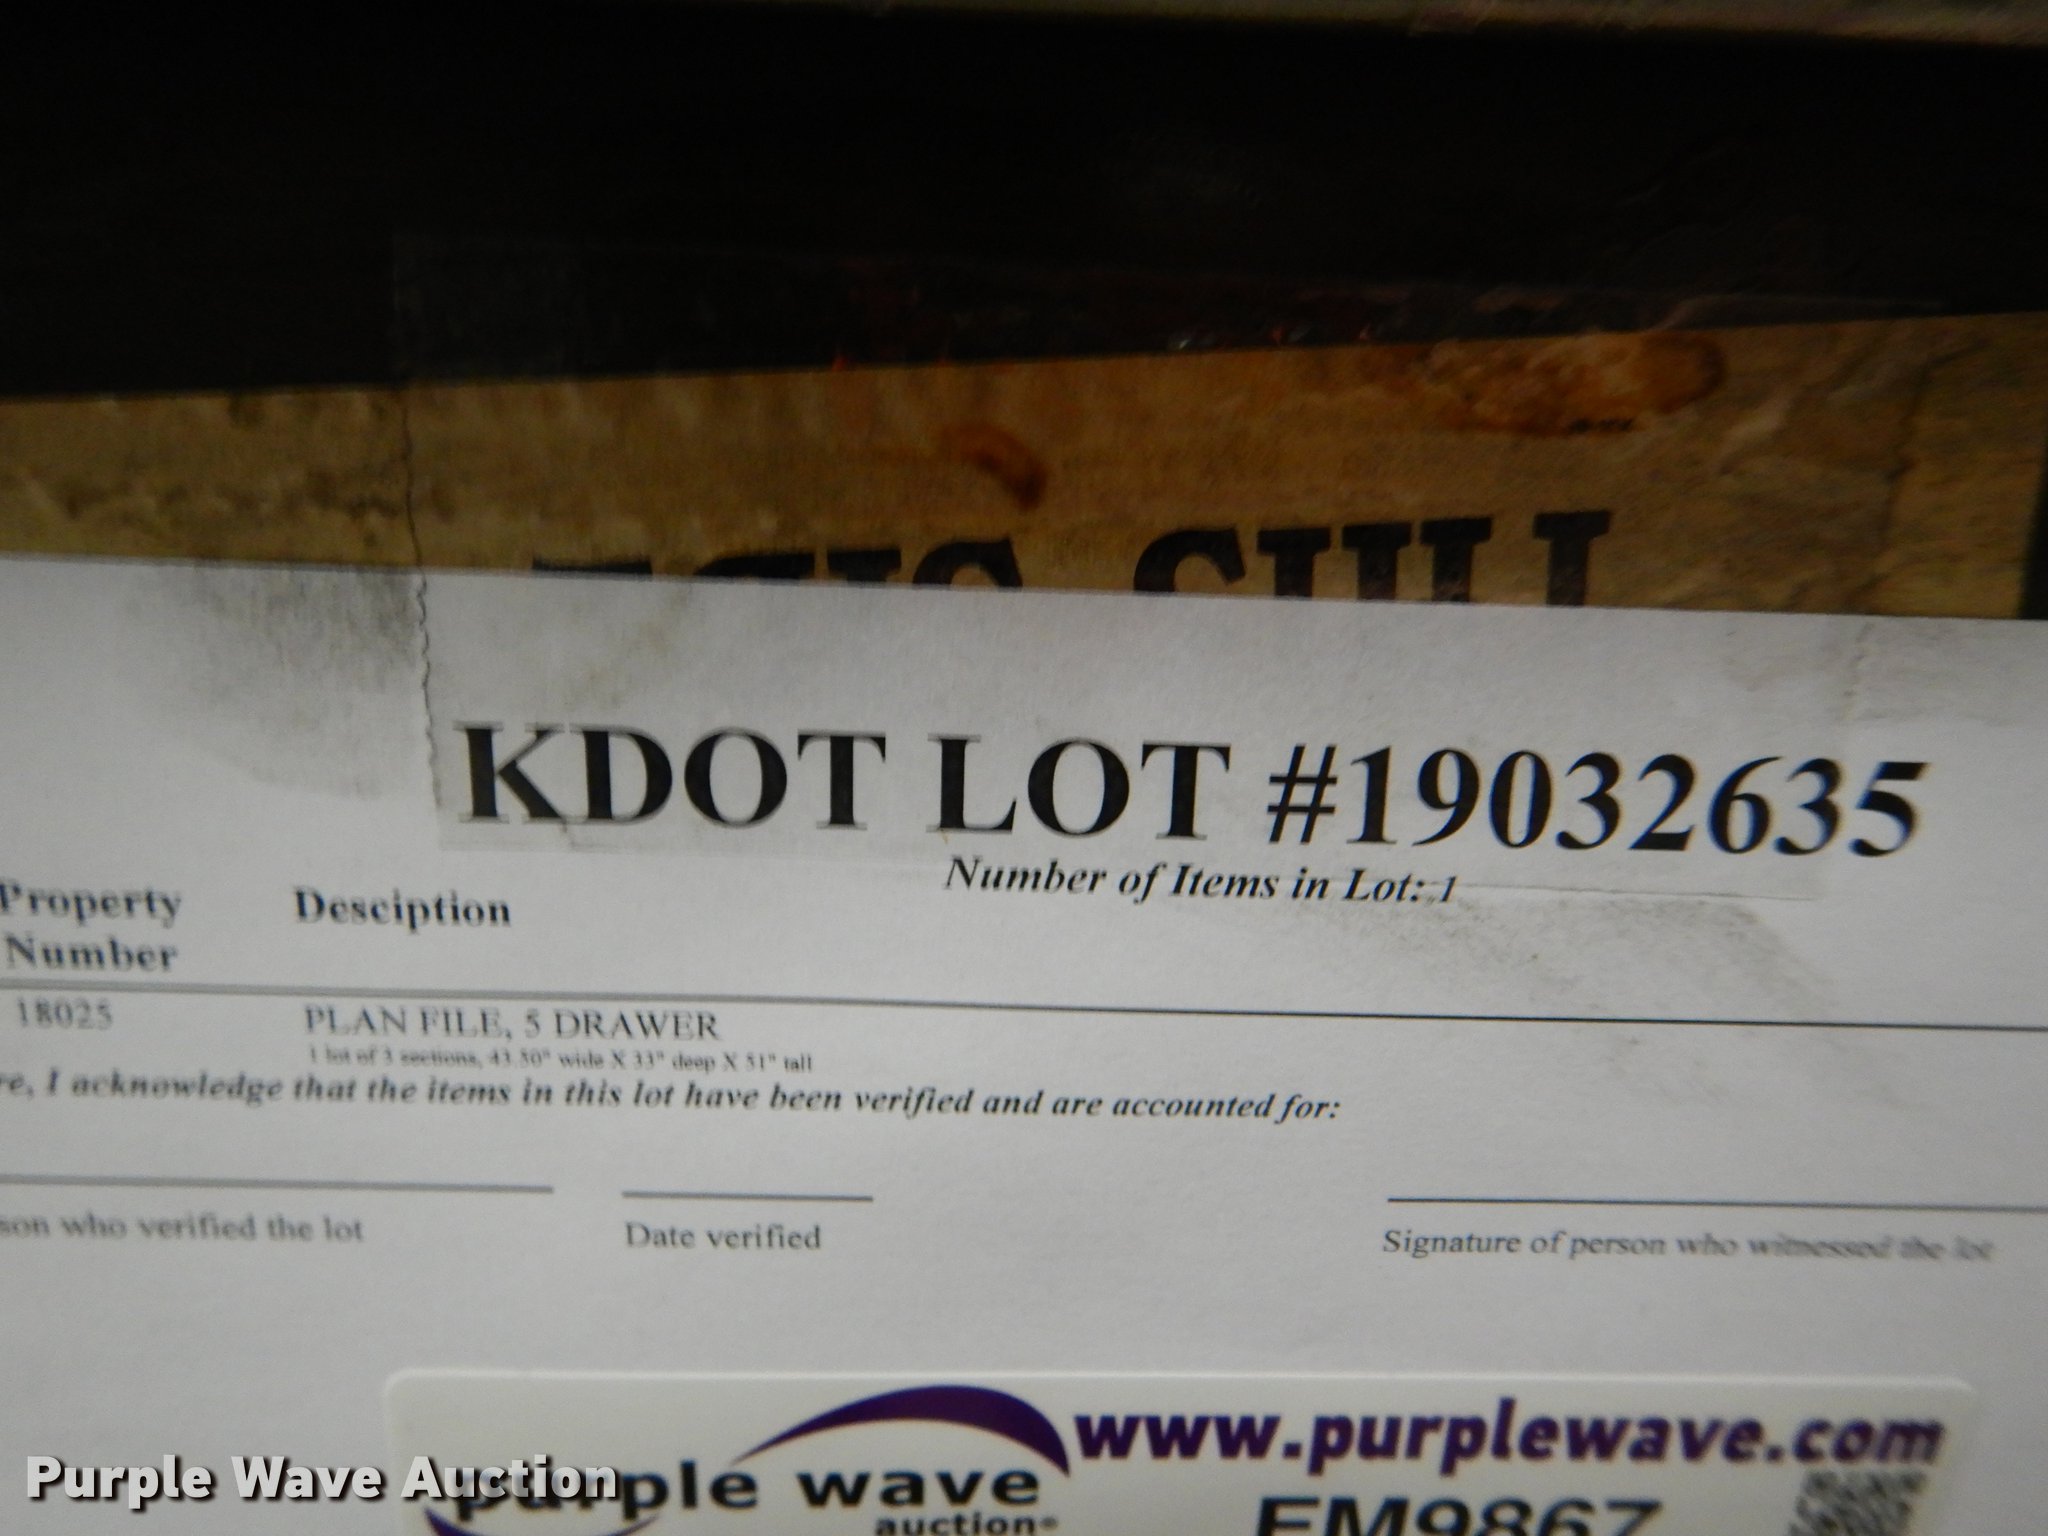 KDOT LOT #19032635
Number of Items in Lot: 1
Property Number
Desciption
18025
PLAN FILE, 5 DRAWER
1 lot of 3 sections, 43.50" wide X 33" deep X 51" tall
re, I acknowledge that the items in this lot have been verified and are accounted for:
son who verified the lot
Date verified
Signature of person who witnessed the lot
www.purplewave.com
purple wave
auction®
EM9867
Purple Wave Auction